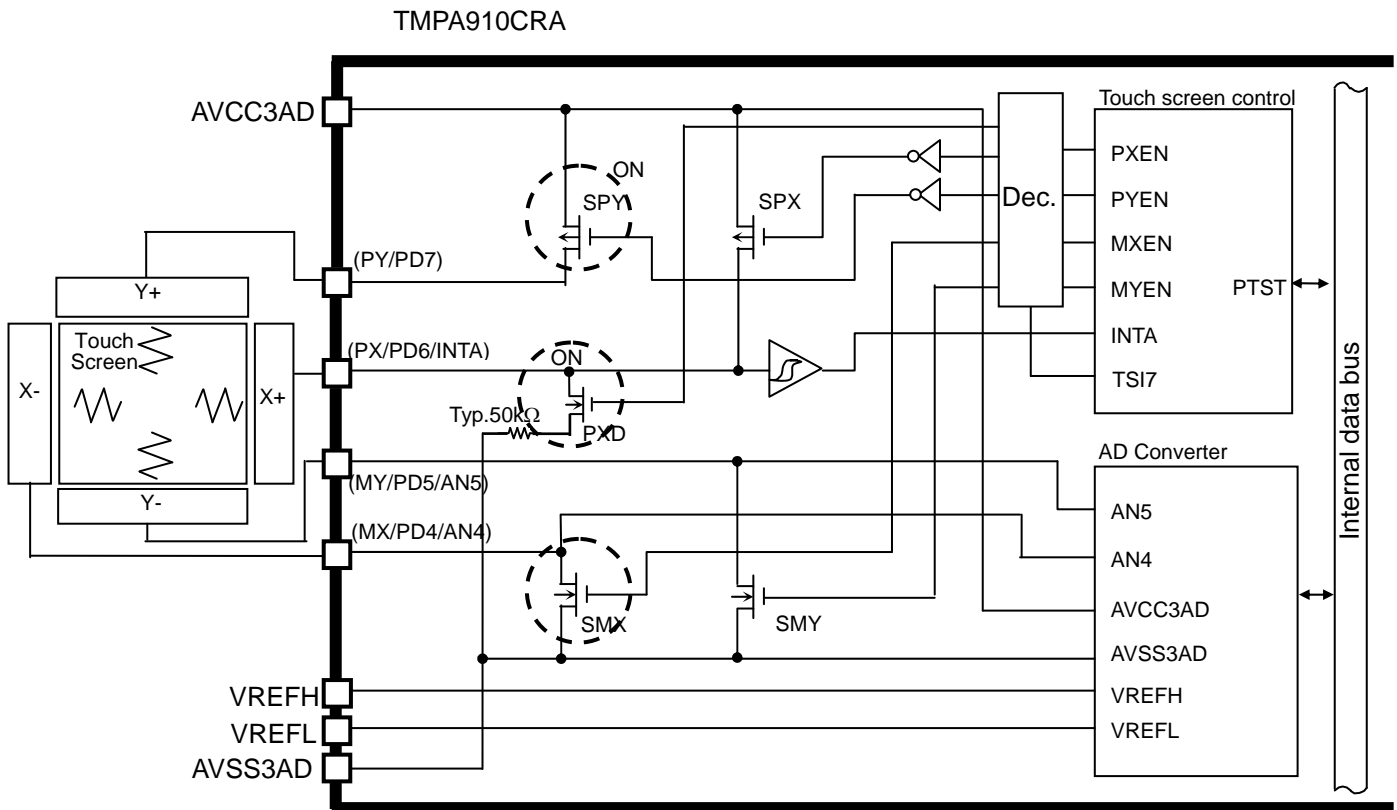 TMPA910CRA
AVCC3AD
Touch screen control
ON
SPY
SPX
Dec.
PXEN
PYEN
MXEN
MYEN
PTST
INTA
TSI7
(PY/PD7)
Y+
Touch
Screen
X-
X+
Y-
(PX/PD6/INTA)
ON
Typ.50kΩ
PXD
(MY/PD5/AN5)
(MX/PD4/AN4)
SMX
SMY
AD Converter
AN5
AN4
AVCC3AD
AVSS3AD
VREFH
VREFL
Internal data bus
VREFH
VREFL
AVSS3AD